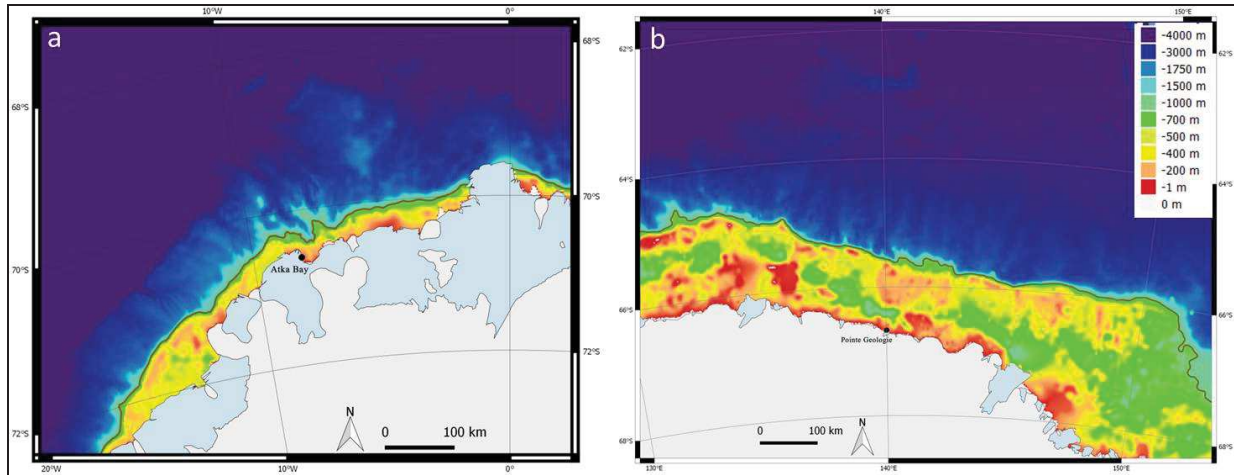 10°W
0°
a
68°S
68°S
70°S
70°S
72°S
72°S
Atka Bay
N
0
100 km
20°W
10°W
0°
140°E
150°E
b
62°S
62°S
64°S
64°S
66°S
66°S
68°S
68°S
-4000 m
-3000 m
-1750 m
-1500 m
-1000 m
-700 m
-500 m
-400 m
-200 m
-1 m
0 m
Pointe Geologie
0
100 km
N
130°E
140°E
150°E